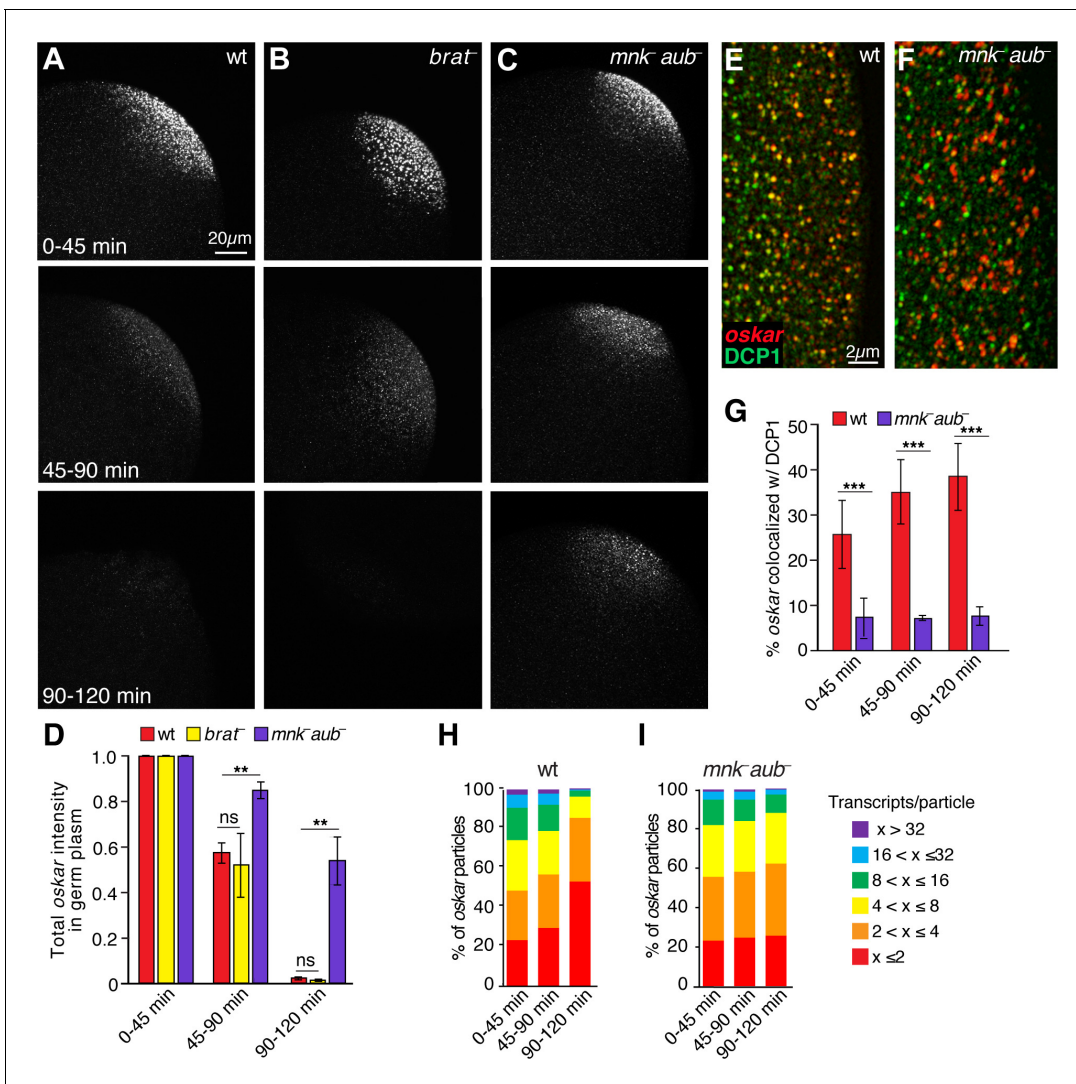 A wt
B brat⁻
C mnk⁻ aub⁻
0-45 min
20µm
45-90 min
90-120 min
E wt
F mnk⁻ aub⁻
oskar
DCP1
2µm
G
wt mnk⁻ aub⁻
% oskar colocalized w/ DCP1
50
40
30
20
10
0
*** *** ***
0-45 min
45-90 min
90-120 min
D
wt brat⁻ mnk⁻ aub⁻
Total oskar intensity
in germ plasm
1.0
0.8
0.6
0.4
0.2
0
ns **
ns **
0-45 min
45-90 min
90-120 min
H
wt
% of oskar particles
100
80
60
40
20
0
0-45 min
45-90 min
90-120 min
I
mnk⁻ aub⁻
% of oskar particles
100
80
60
40
20
0
0-45 min
45-90 min
90-120 min
Transcripts/particle
x > 32
16 < x ≤32
8 < x ≤ 16
4 < x ≤ 8
2 < x ≤ 4
x ≤2